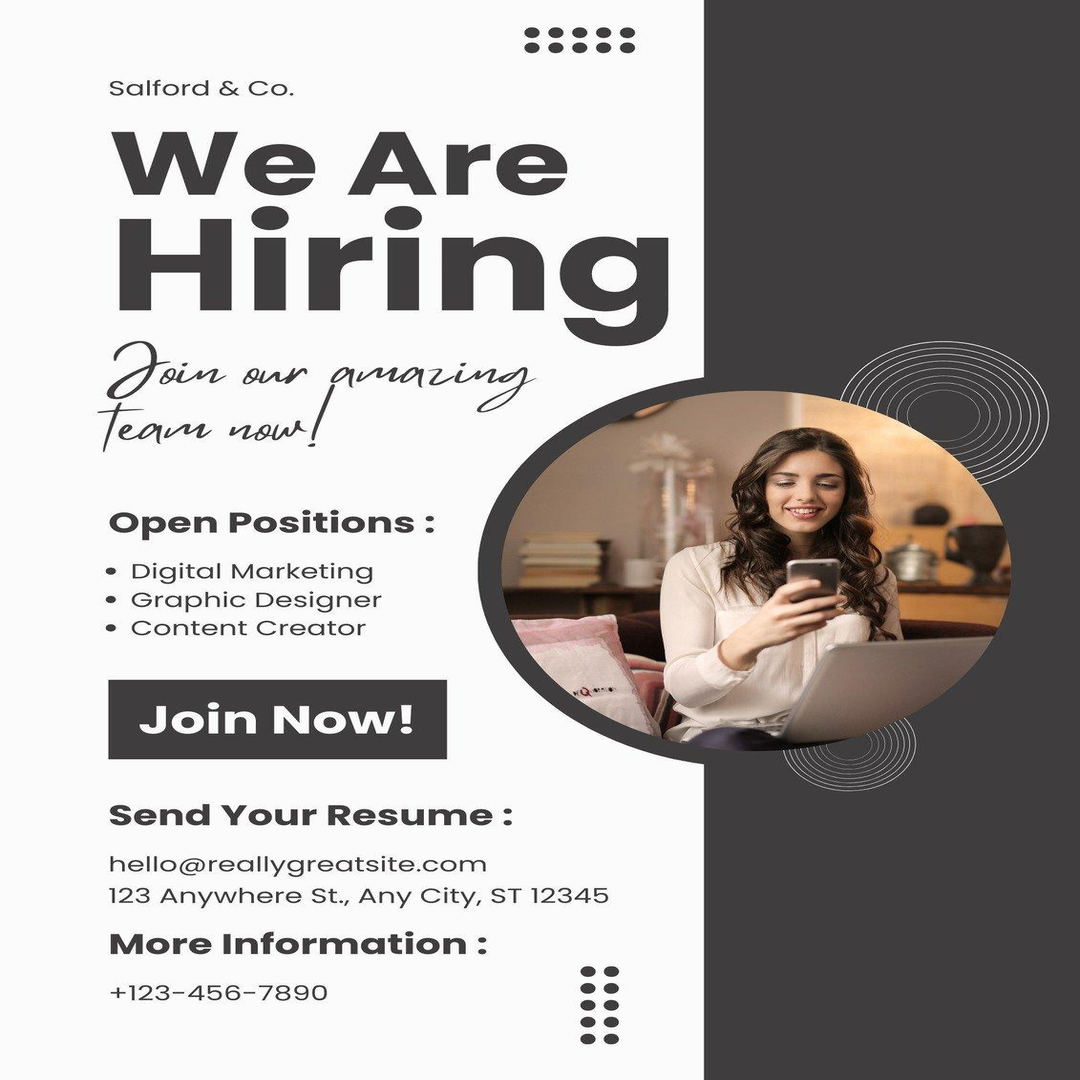 Salford & Co.
We Are
Hiring
Join our amazing
team now!
Open Positions :
• Digital Marketing
• Graphic Designer
• Content Creator
Join Now!
Send Your Resume :
hello@reallygreatsite.com
123 Anywhere St., Any City, ST 12345
More Information :
+123-456-7890